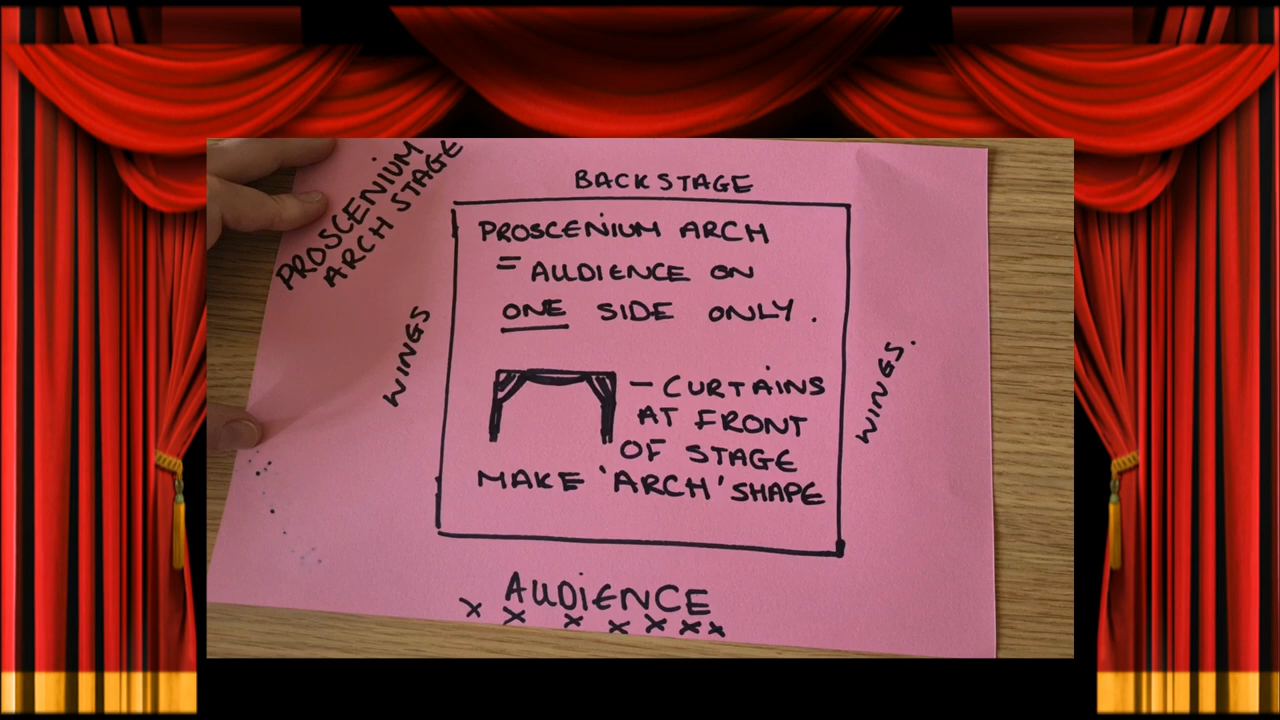 PROSCENIUM
ARCH STAGE
BACKSTAGE
PROSCENIUM ARCH
= AUDIENCE ON
ONE SIDE ONLY.
WINGS
WINGS.
- CURTAINS
AT FRONT
OF STAGE
MAKE 'ARCH' SHAPE
AUDIENCE
x x x x x x x